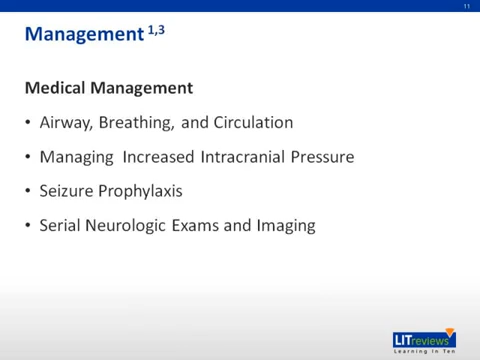 11
Management 1,3
Medical Management
• Airway, Breathing, and Circulation
• Managing Increased Intracranial Pressure
• Seizure Prophylaxis
• Serial Neurologic Exams and Imaging
LITreviews
Learning In Ten